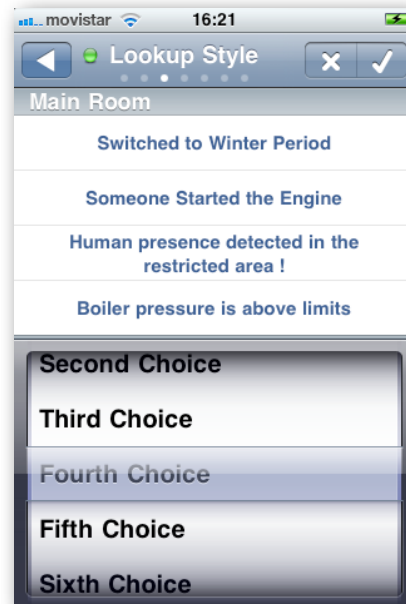 movistar 16:21
Lookup Style
Main Room
Switched to Winter Period
Someone Started the Engine
Human presence detected in the
restricted area !
Boiler pressure is above limits
Second Choice
Third Choice
Fourth Choice
Fifth Choice
Sixth Choice